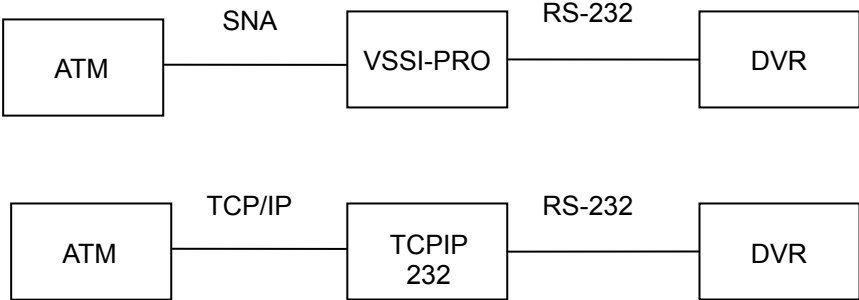 SNA
RS-232
ATM
VSSI-PRO
DVR
TCP/IP
RS-232
ATM
TCPIP
232
DVR